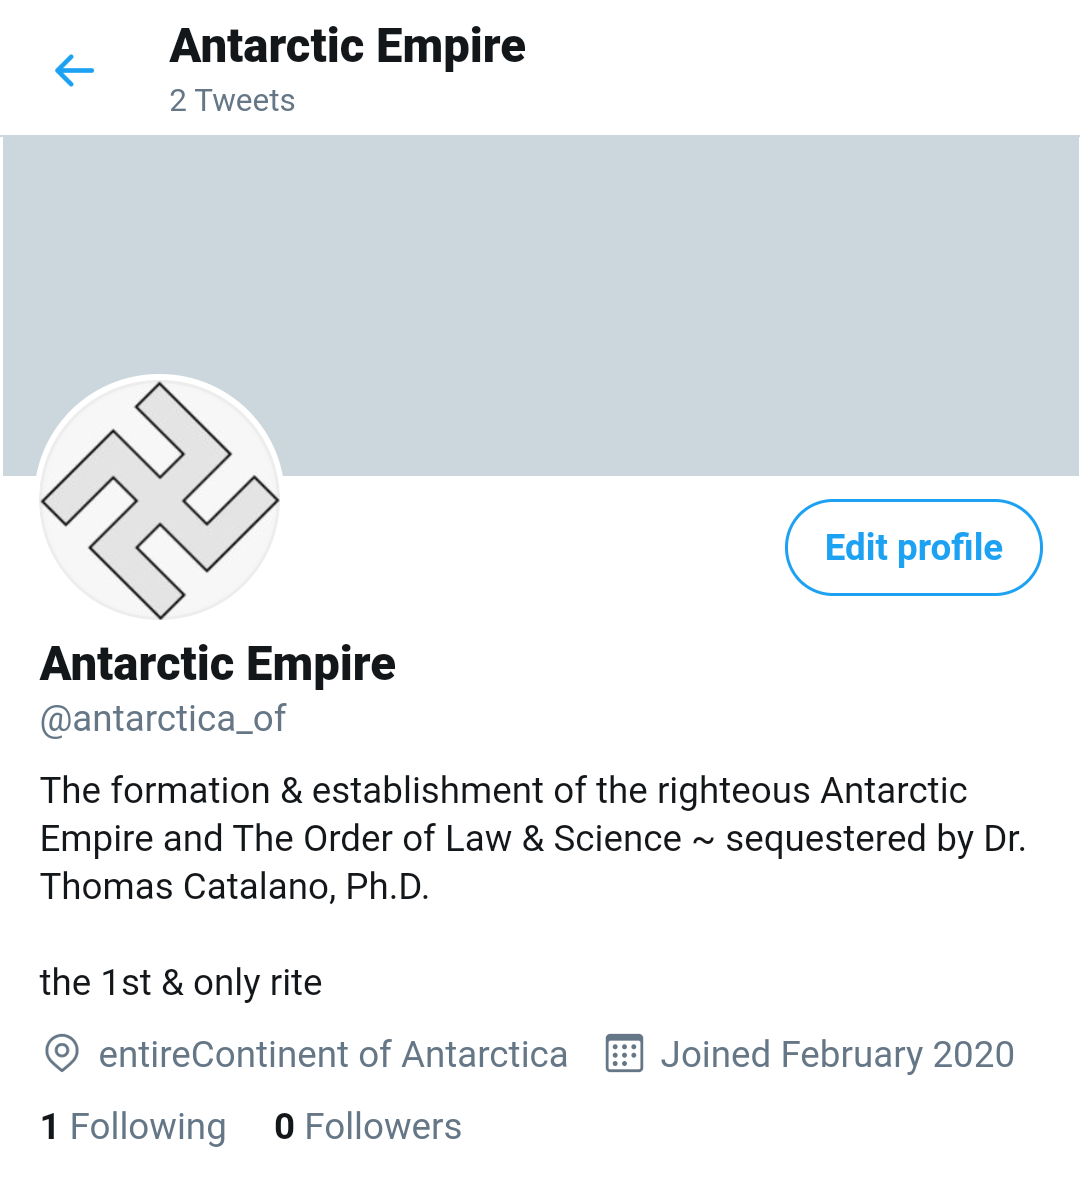 Antarctic Empire
2 Tweets
Edit profile
Antarctic Empire
@antarctica_of
The formation & establishment of the righteous Antarctic
Empire and The Order of Law & Science ~ sequestered by Dr.
Thomas Catalano, Ph.D.
the 1st & only rite
entireContinent of Antarctica Joined February 2020
1 Following 0 Followers